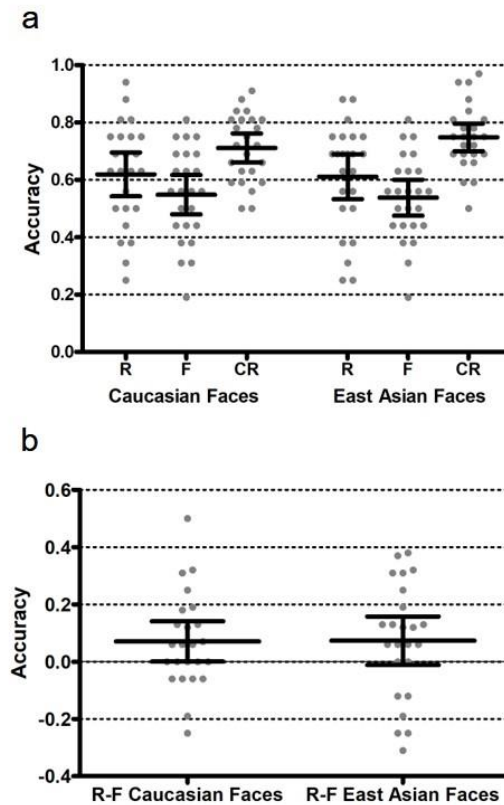 a
1.0
0.8
0.6
0.4
0.2
0.0
Accuracy
R F CR R F CR
Caucasian Faces East Asian Faces
b
0.6
0.4
0.2
0.0
-0.2
-0.4
Accuracy
R-F Caucasian Faces R-F East Asian Faces